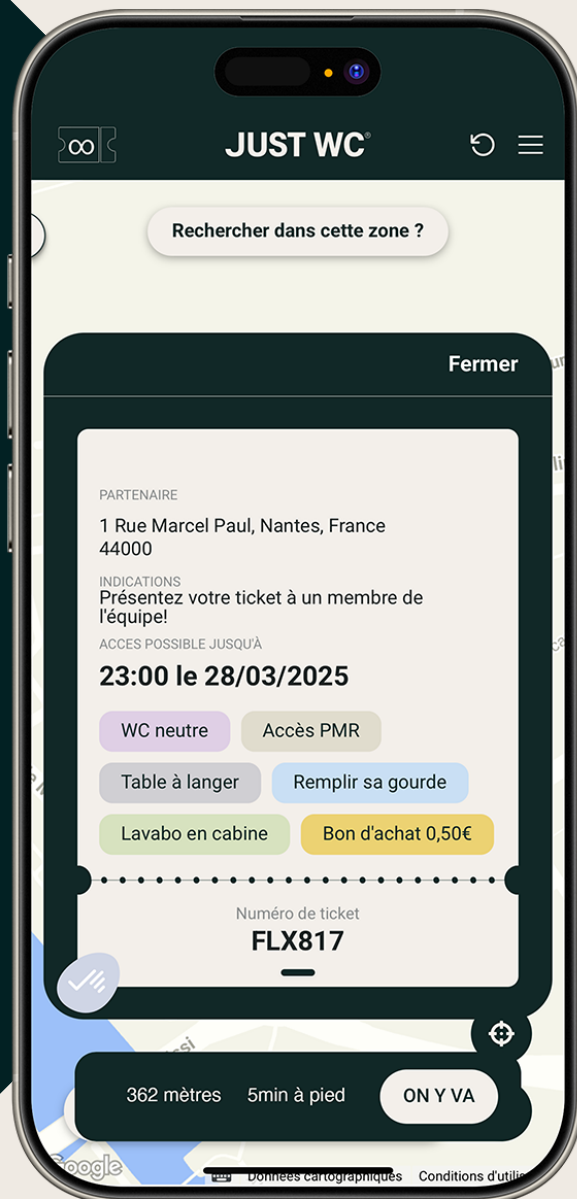 ∞
JUST WC®
Rechercher dans cette zone ?
Fermer
PARTENAIRE
1 Rue Marcel Paul, Nantes, France
44000
INDICATIONS
Présentez votre ticket à un membre de
l'équipe!
ACCES POSSIBLE JUSQU'À
23:00 le 28/03/2025
WC neutre
Accès PMR
Table à langer
Remplir sa gourde
Lavabo en cabine
Bon d'achat 0,50€
Numéro de ticket
FLX817
362 mètres
5min à pied
ON Y VA
Google
Données cartographiques